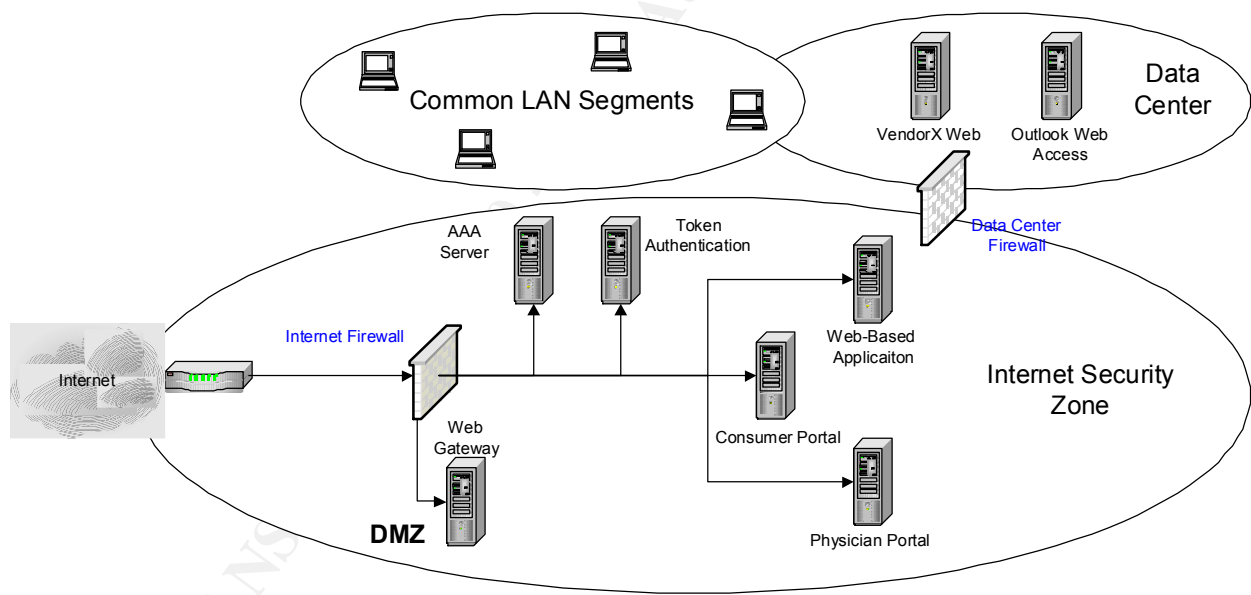 Common LAN Segments
Data
Center
VendorX Web
Outlook Web
Access
AAA
Server
Token
Authentication
Data Center
Firewall
Internet Firewall
Internet
Web-Based
Applicaiton
Internet Security
Zone
Consumer Portal
Web
Gateway
DMZ
Physician Portal